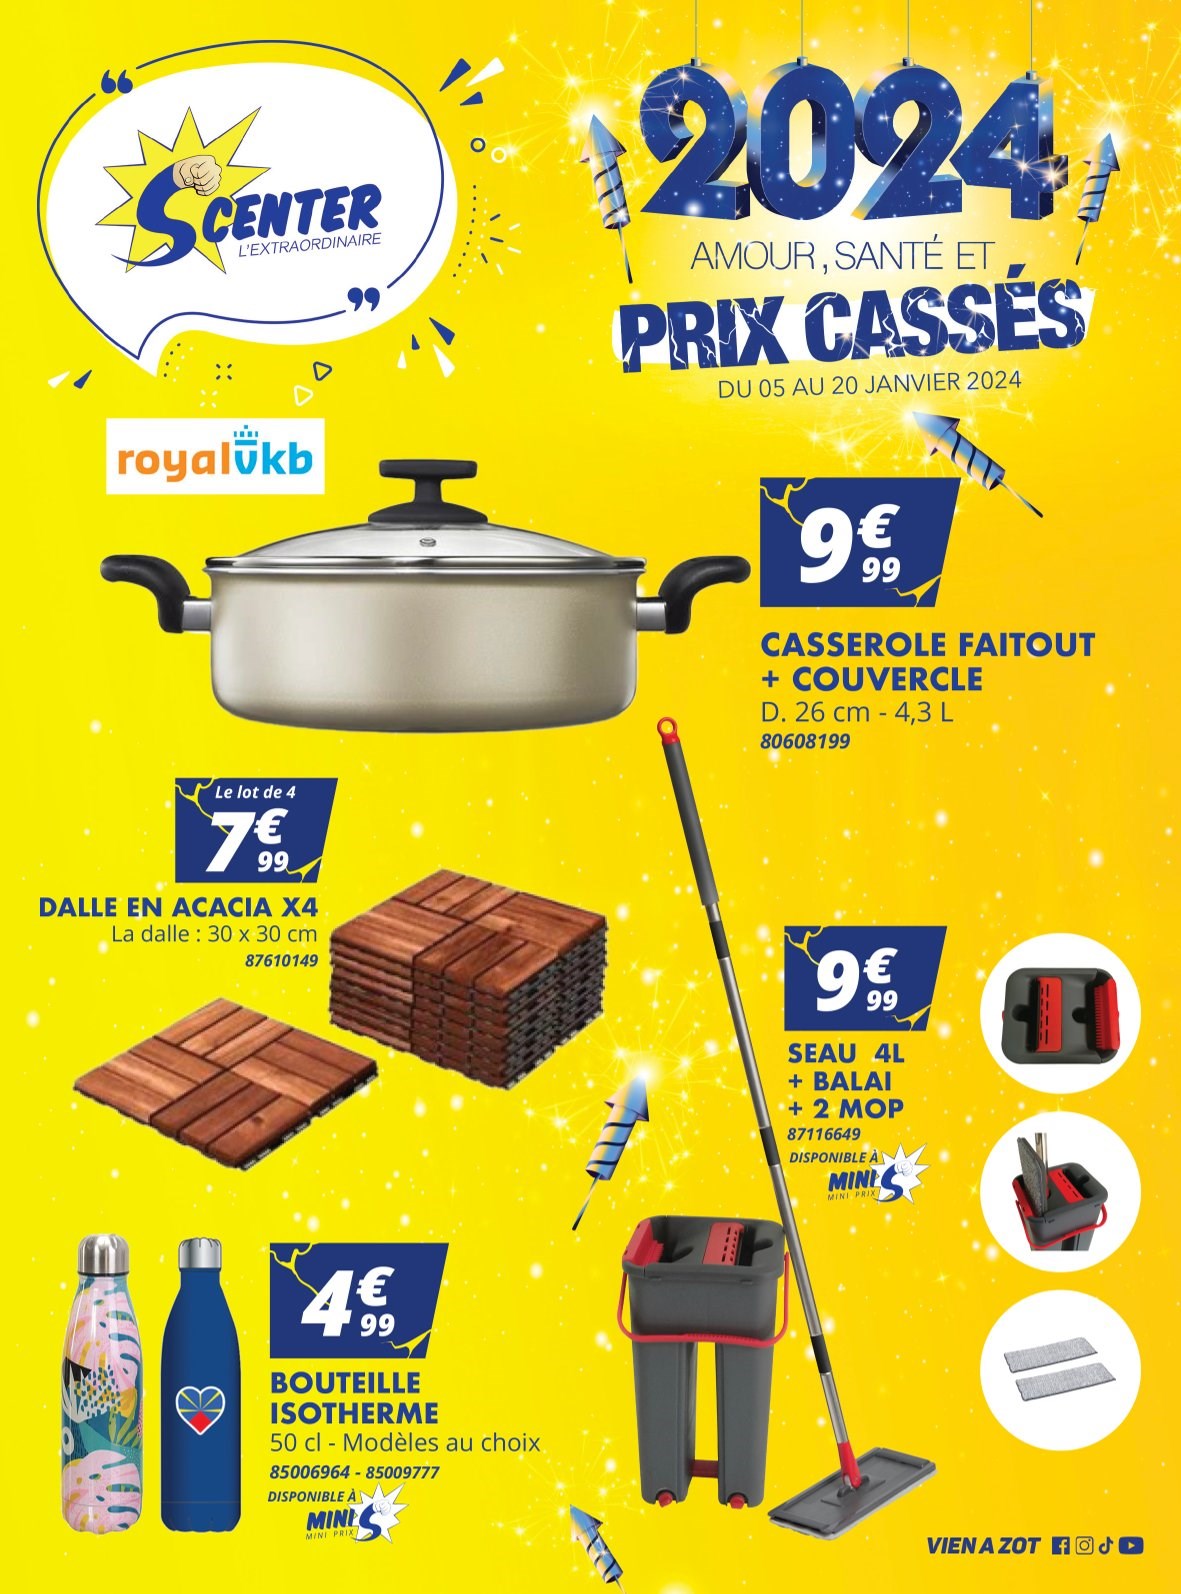 “
S CENTER
L'EXTRAORDINAIRE
”
2024
AMOUR, SANTÉ ET
PRIX CASSÉS
DU 05 AU 20 JANVIER 2024
royalvkb
9€99
CASSEROLE FAITOUT
+ COUVERCLE
D. 26 cm - 4,3 L
80608199
Le lot de 4
7€99
DALLE EN ACACIA X4
La dalle : 30 x 30 cm
87610149
9€99
SEAU 4L
+ BALAI
+ 2 MOP
87116649
DISPONIBLE À
MINI S
MINI PRIX
4€99
BOUTEILLE
ISOTHERME
50 cl - Modèles au choix
85006964 - 85009777
DISPONIBLE À
MINI S
MINI PRIX
VIEN A ZOT